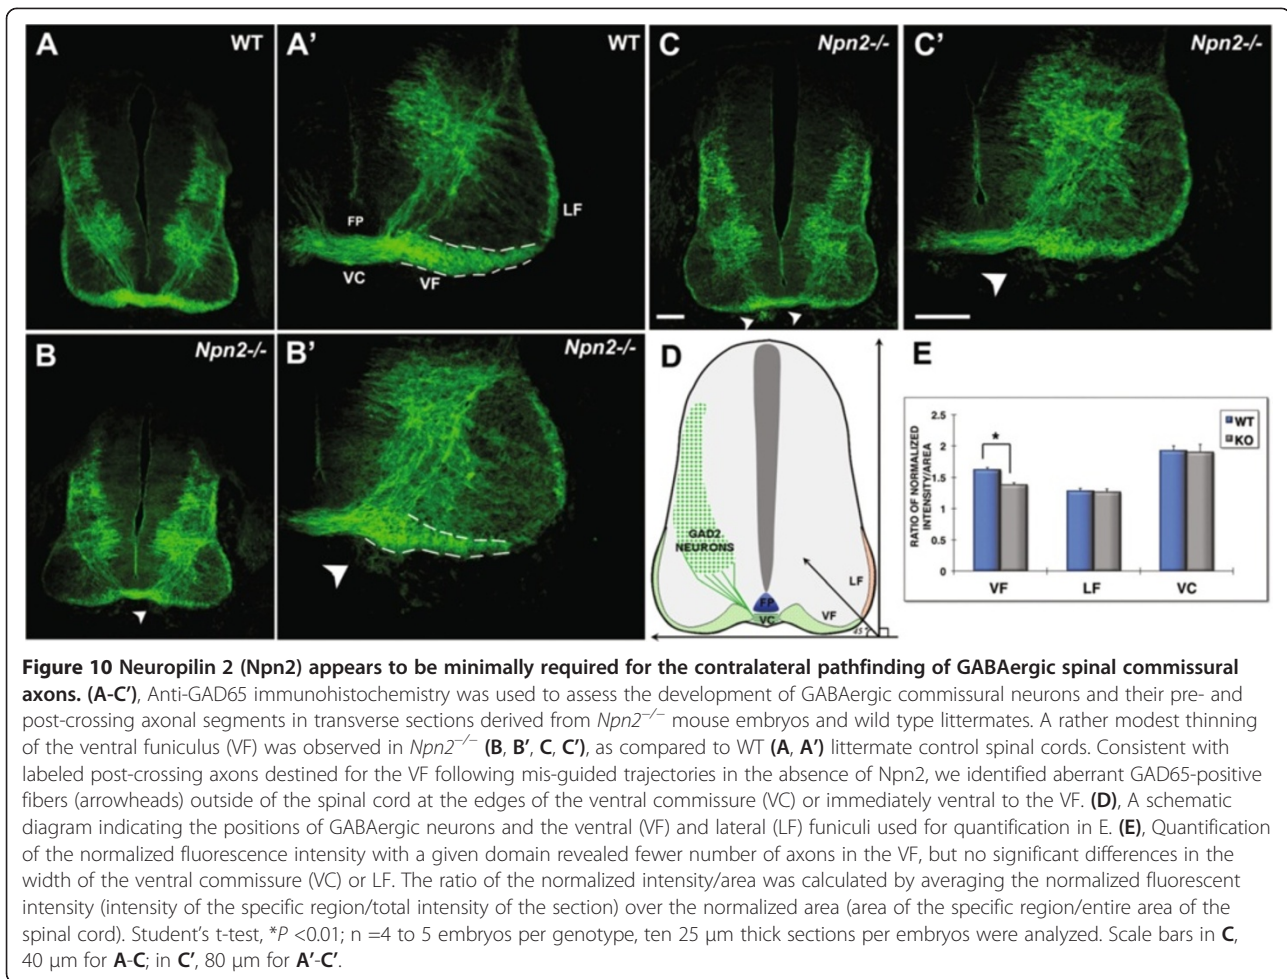 A
WT
A'
WT
C
Npn2-/-
C'
Npn2-/-
FP
LF
VC
VF
B
Npn2-/-
B'
Npn2-/-
D
GAD2
NEURONS
FP
VC
VF
LF
45°
E
RATIO OF NORMALIZED
INTENSITY/AREA
2.5
2
1.5
1
0.5
0
*
WT
KO
VF
LF
VC
Figure 10 Neuropilin 2 (Npn2) appears to be minimally required for the contralateral pathfinding of GABAergic spinal commissural
axons. (A-C’), Anti-GAD65 immunohistochemistry was used to assess the development of GABAergic commissural neurons and their pre- and
post-crossing axonal segments in transverse sections derived from Npn2−/− mouse embryos and wild type littermates. A rather modest thinning
of the ventral funiculus (VF) was observed in Npn2−/− (B, B’, C, C’), as compared to WT (A, A’) littermate control spinal cords. Consistent with
labeled post-crossing axons destined for the VF following mis-guided trajectories in the absence of Npn2, we identified aberrant GAD65-positive
fibers (arrowheads) outside of the spinal cord at the edges of the ventral commissure (VC) or immediately ventral to the VF. (D), A schematic
diagram indicating the positions of GABAergic neurons and the ventral (VF) and lateral (LF) funiculi used for quantification in E. (E), Quantification
of the normalized fluorescence intensity with a given domain revealed fewer number of axons in the VF, but no significant differences in the
width of the ventral commissure (VC) or LF. The ratio of the normalized intensity/area was calculated by averaging the normalized fluorescent
intensity (intensity of the specific region/total intensity of the section) over the normalized area (area of the specific region/entire area of the
spinal cord). Student’s t-test, *P <0.01; n =4 to 5 embryos per genotype, ten 25 μm thick sections per embryos were analyzed. Scale bars in C,
40 μm for A-C; in C’, 80 μm for A’-C’.